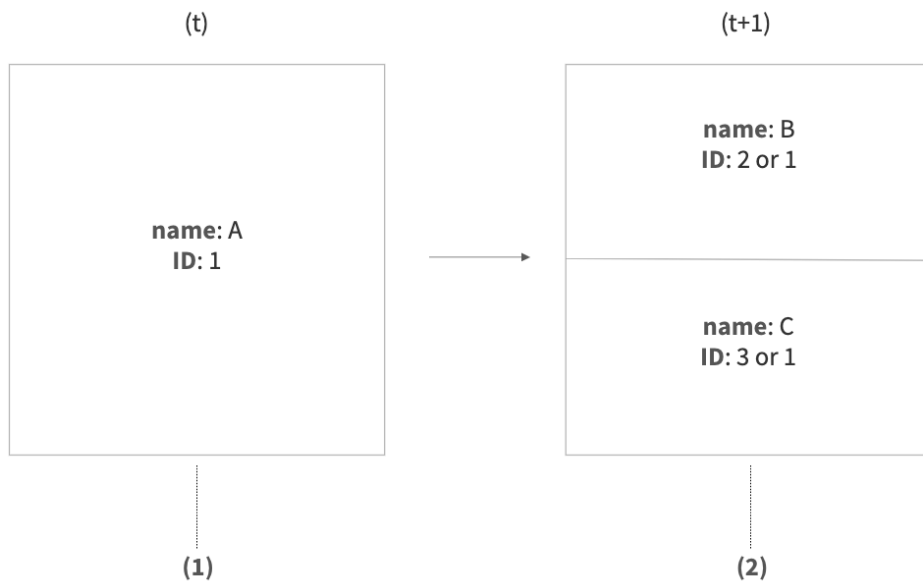 (t)
(t+1)
name: A
ID: 1
name: B
ID: 2 or 1
name: C
ID: 3 or 1
(1)
(2)